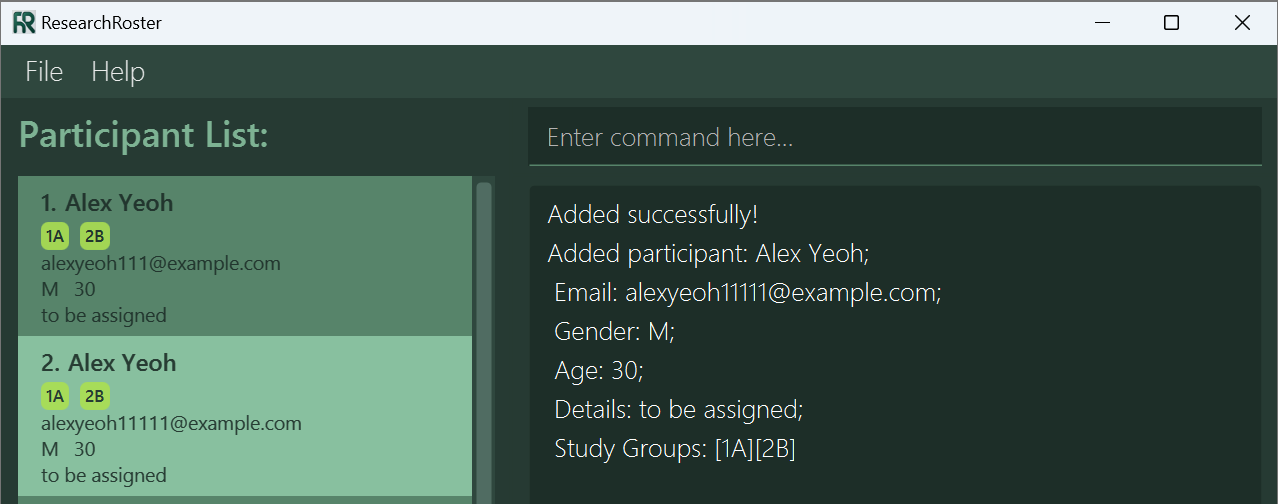 ResearchRoster
File Help
Participant List:
1. Alex Yeoh
1A 2B
alexyeoh111@example.com
M 30
to be assigned
2. Alex Yeoh
1A 2B
alexyeoh11111@example.com
M 30
to be assigned
Enter command here...
Added successfully!
Added participant: Alex Yeoh;
Email: alexyeoh11111@example.com;
Gender: M;
Age: 30;
Details: to be assigned;
Study Groups: [1A][2B]